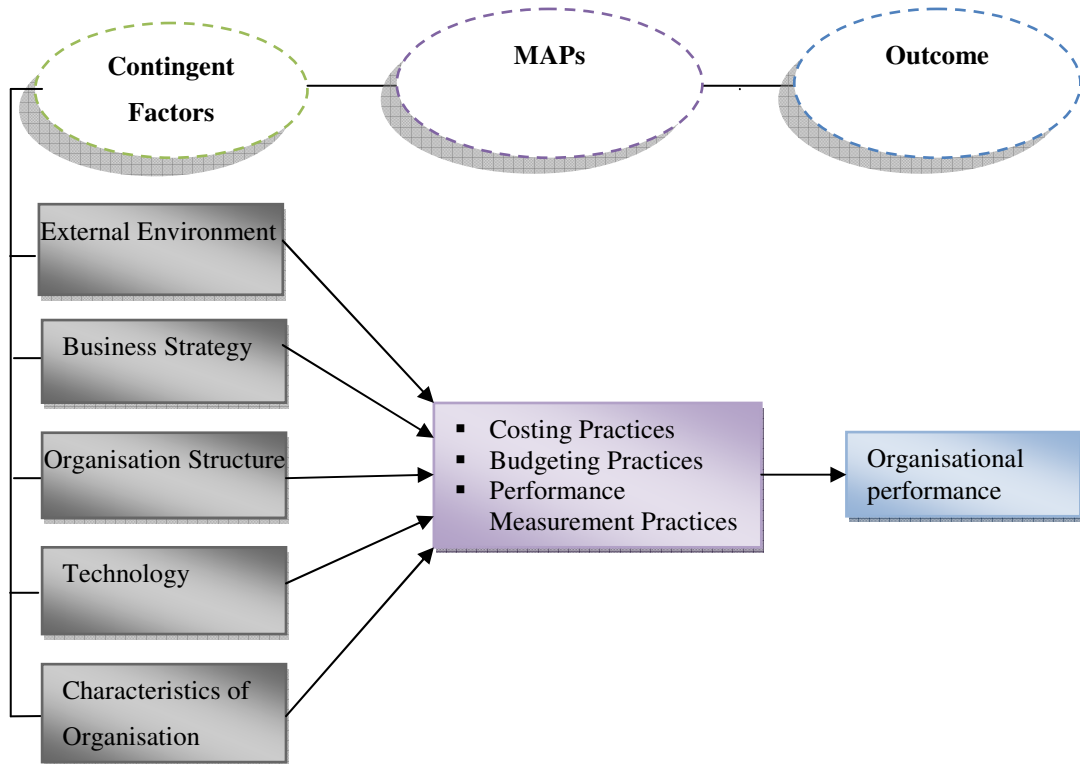 Contingent
Factors
MAPs
Outcome
External Environment
Business Strategy
Organisation Structure
Technology
Characteristics of
Organisation
▪ Costing Practices
▪ Budgeting Practices
▪ Performance
Measurement Practices
Organisational
performance